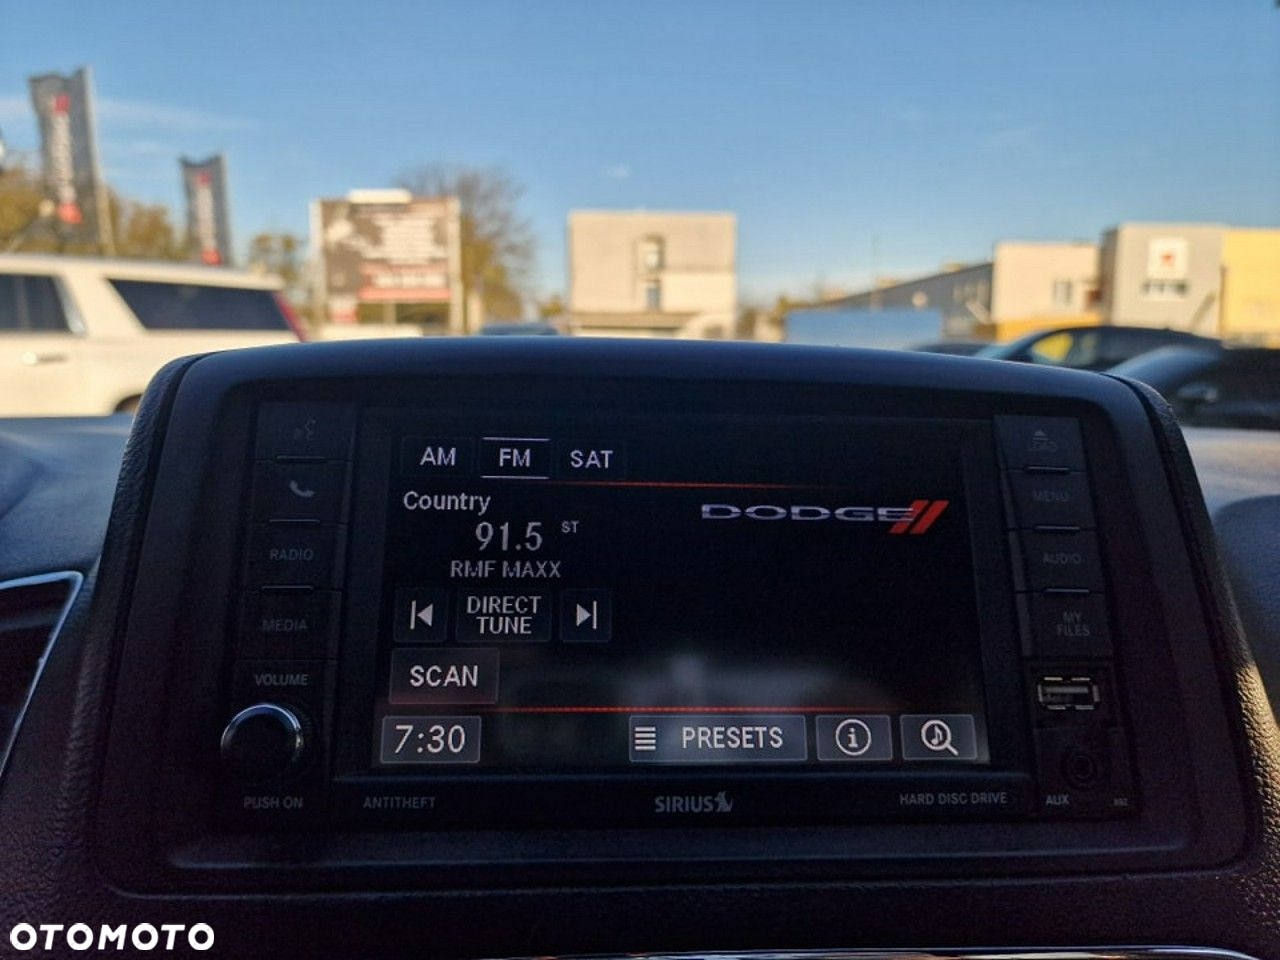 AM FM SAT
Country
91.5 ST
RMF MAXX
DIRECT
TUNE
SCAN
7:30
PRESETS
DODGE
RADIO
MEDIA
VOLUME
PUSH ON
ANTITHEFT
SIRIUS
HARD DISC DRIVE
MENU
AUDIO
MY
FILES
AUX
OTOMOTO